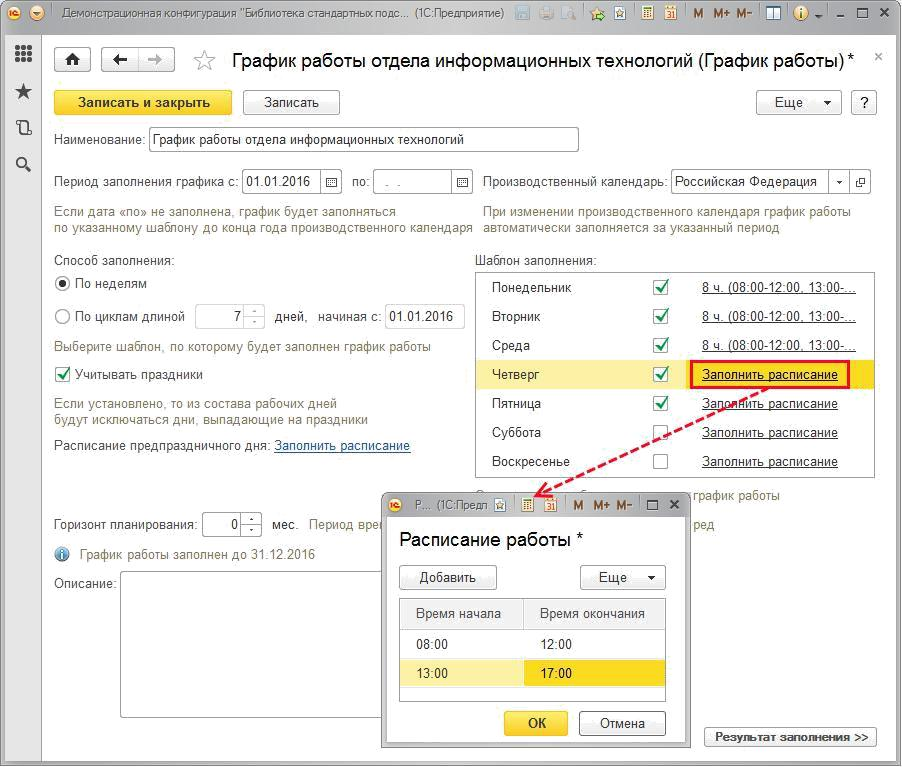 Демонстрационная конфигурация "Библиотека стандартных подс... (1С:Предприятие)
M M+ M-
График работы отдела информационных технологий (График работы) *
Записать и закрыть Записать Еще ?
Наименование: График работы отдела информационных технологий
Период заполнения графика с: 01.01.2016 по: . . Производственный календарь: Российская Федерация
Если дата «по» не заполнена, график будет заполняться
по указанному шаблону до конца года производственного календаря
При изменении производственного календаря график работы
автоматически заполняется за указанный период
Способ заполнения:
По неделям
По циклам длиной 7 дней, начиная с: 01.01.2016
Выберите шаблон, по которому будет заполнен график работы
Учитывать праздники
Если установлено, то из состава рабочих дней
будут исключаться дни, выпадающие на праздники
Расписание предпраздничного дня: Заполнить расписание
Шаблон заполнения:
Понедельник 8 ч. (08:00-12:00, 13:00-...
Вторник 8 ч. (08:00-12:00, 13:00-...
Среда 8 ч. (08:00-12:00, 13:00-...
Четверг Заполнить расписание
Пятница Заполнить расписание
Суббота Заполнить расписание
Воскресенье Заполнить расписание
график работы
Горизонт планирования: 0 мес. Период
График работы заполнен до 31.12.2016
Описание:
Р... (1С:Предп 31 M M+ M-
Расписание работы *
Добавить Еще
Время начала Время окончания
08:00 12:00
13:00 17:00
ОК Отмена
Результат заполнения >>